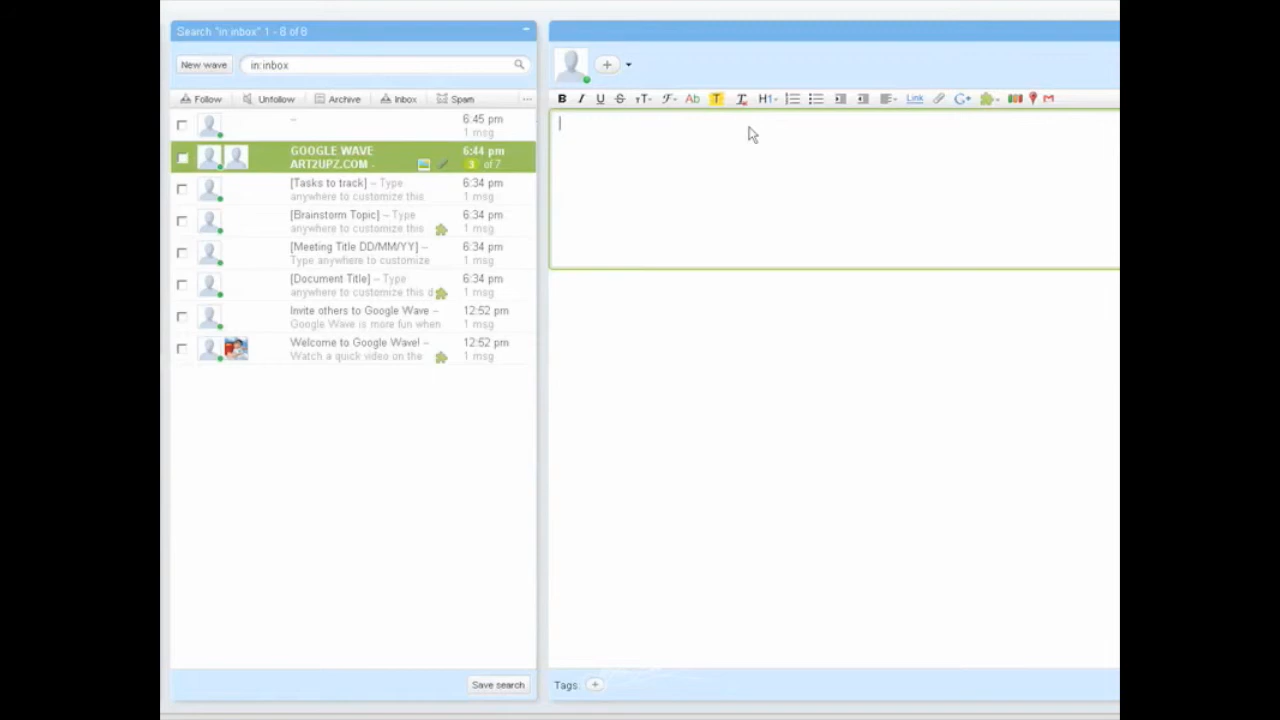 Search "in:inbox" 1 - 8 of 8
New wave in:inbox
Follow Unfollow Archive Inbox Spam ...
B I U S тT F Ab T T H1 Link
– 6:45 pm
1 msg
GOOGLE WAVE 6:44 pm
ART2UPZ.COM - 3 of 7
[Tasks to track] – Type 6:34 pm
anywhere to customize this 1 msg
[Brainstorm Topic] – Type 6:34 pm
anywhere to customize this 1 msg
[Meeting Title DD/MM/YY] – 6:34 pm
Type anywhere to customize 1 msg
[Document Title] – Type 6:34 pm
anywhere to customize this d 1 msg
Invite others to Google Wave – 12:52 pm
Google Wave is more fun when 1 msg
Welcome to Google Wave! – 12:52 pm
Watch a quick video on the 1 msg
Save search
Tags: